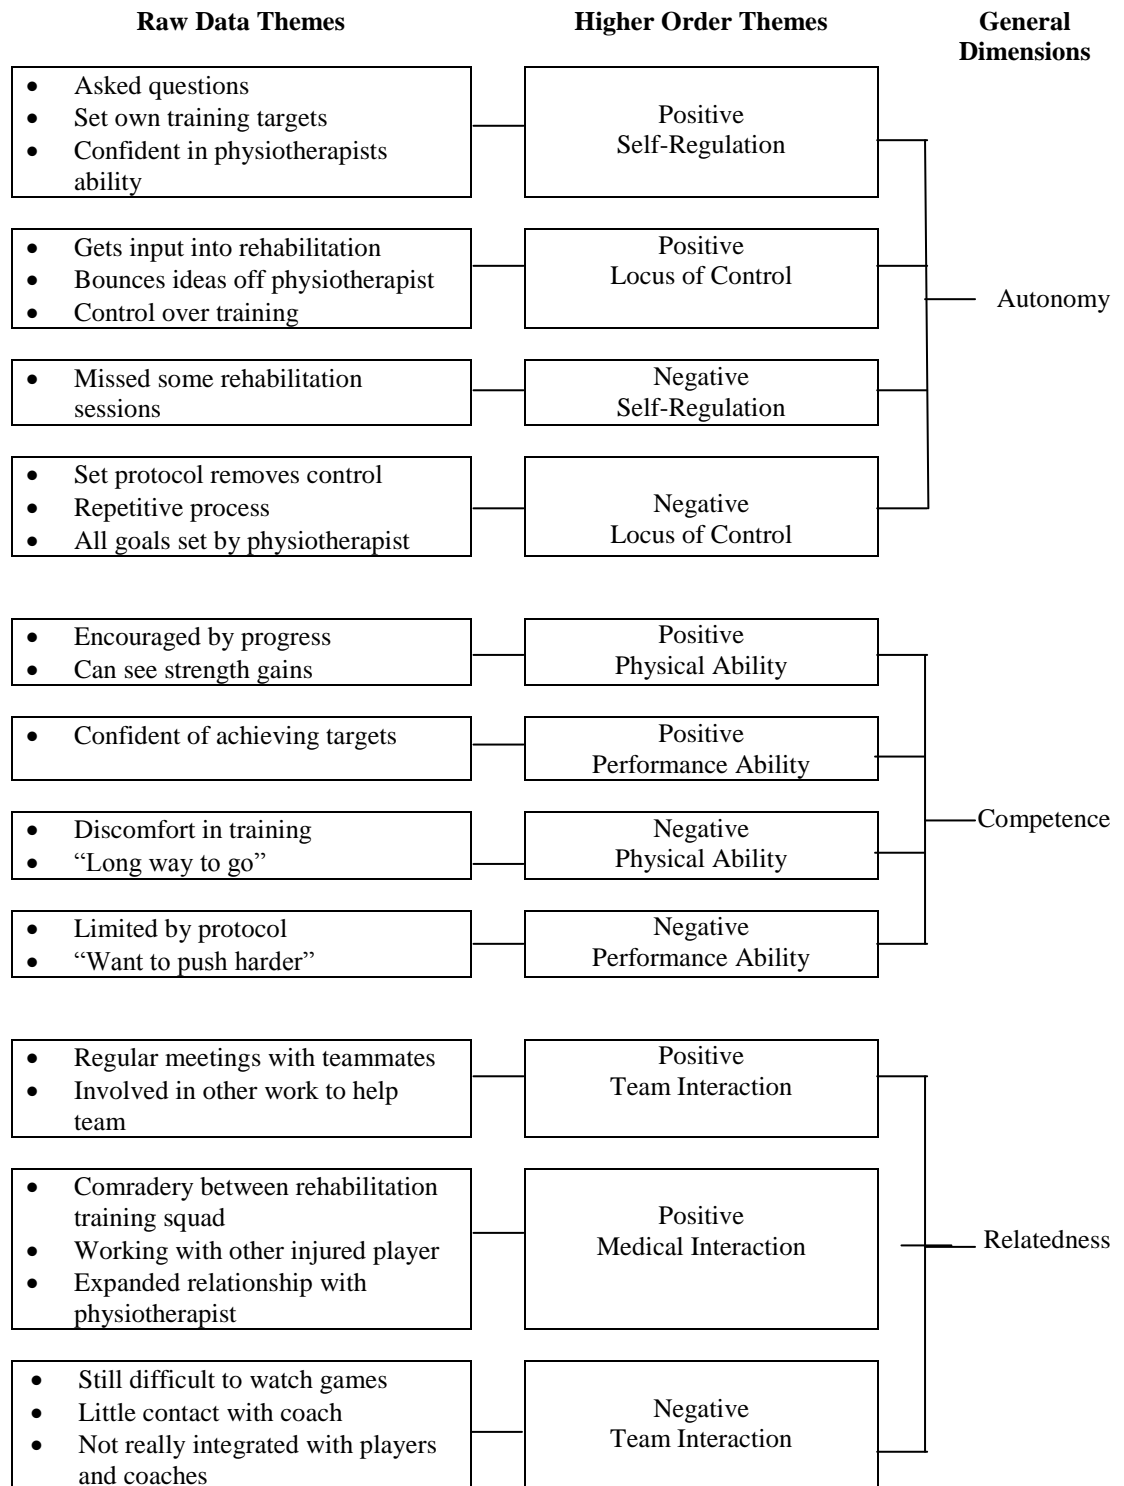 Raw Data Themes
Higher Order Themes
General
Dimensions
• Asked questions
• Set own training targets
• Confident in physiotherapists
ability
Positive
Self-Regulation
• Gets input into rehabilitation
• Bounces ideas off physiotherapist
• Control over training
Positive
Locus of Control
Autonomy
• Missed some rehabilitation
sessions
Negative
Self-Regulation
• Set protocol removes control
• Repetitive process
• All goals set by physiotherapist
Negative
Locus of Control
• Encouraged by progress
• Can see strength gains
Positive
Physical Ability
• Confident of achieving targets
Positive
Performance Ability
• Discomfort in training
• “Long way to go”
Negative
Physical Ability
Competence
• Limited by protocol
• “Want to push harder”
Negative
Performance Ability
• Regular meetings with teammates
• Involved in other work to help
team
Positive
Team Interaction
• Comradery between rehabilitation
training squad
• Working with other injured player
• Expanded relationship with
physiotherapist
Positive
Medical Interaction
Relatedness
• Still difficult to watch games
• Little contact with coach
• Not really integrated with players
and coaches
Negative
Team Interaction